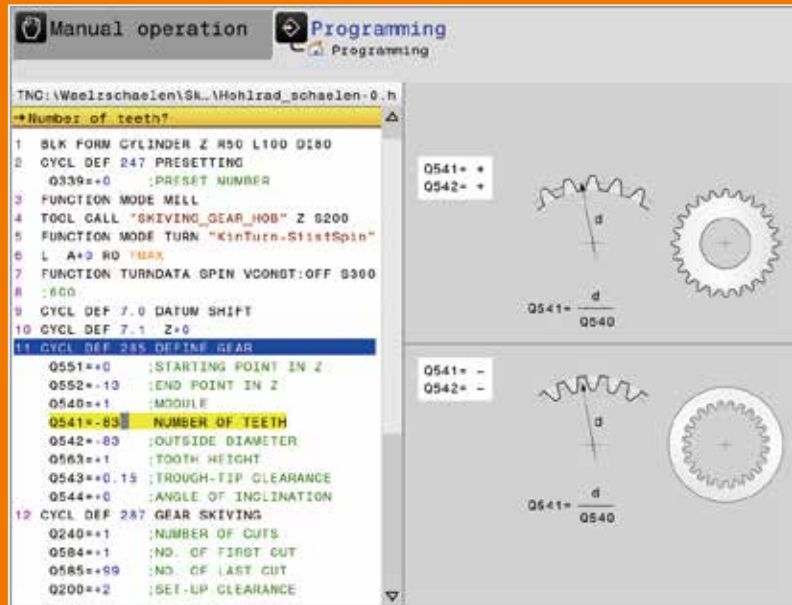 Manual operation
Programming
Programming
TNC:\Waelzschaelen\Sk…\Hohlrad_schaelen-0.h
→Number of teeth?
1 BLK FORM CYLINDER Z R50 L100 DI80
2 CYCL DEF 247 PRESETTING
Q339=+0 ;PRESET NUMBER
3 FUNCTION MODE MILL
4 TOOL CALL "SKIVING_GEAR_HOB" Z S200
5 FUNCTION MODE TURN "KinTurn-SlistSpin"
6 L A+0 R0 FMAX
7 FUNCTION TURNDATA SPIN VCONST:OFF S300
8 ;600
9 CYCL DEF 7.0 DATUM SHIFT
10 CYCL DEF 7.1 Z+0
11 CYCL DEF 285 DEFINE GEAR
Q551=+0 ;STARTING POINT IN Z
Q552=-13 ;END POINT IN Z
Q540=+1 ;MODULE
Q541=-83 NUMBER OF TEETH
Q542=-83 ;OUTSIDE DIAMETER
Q563=+1 ;TOOTH HEIGHT
Q543=+0.15 ;TROUGH-TIP CLEARANCE
Q544=+0 ;ANGLE OF INCLINATION
12 CYCL DEF 287 GEAR SKIVING
Q240=+1 ;NUMBER OF CUTS
Q584=+1 ;NO. OF FIRST CUT
Q585=+99 ;NO. OF LAST CUT
Q200=+2 ;SET-UP CLEARANCE
Q541= +
Q542= +
d
Q541= d
Q540
Q541= -
Q542= -
d
Q541= d
Q540